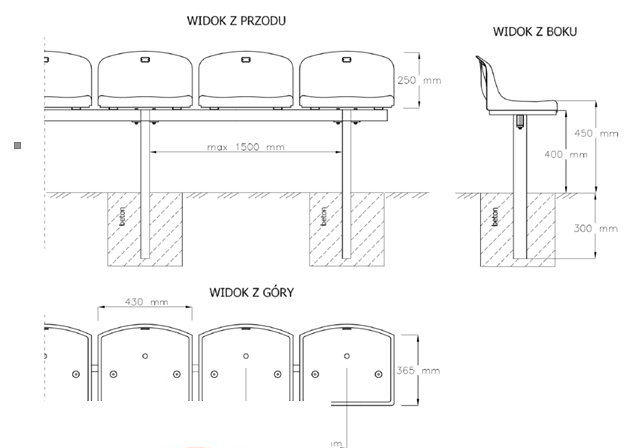 WIDOK Z PRZODU
WIDOK Z BOKU
250 mm
max 1500 mm
450 mm
400 mm
beton
beton
beton
300 mm
WIDOK Z GÓRY
430 mm
365 mm